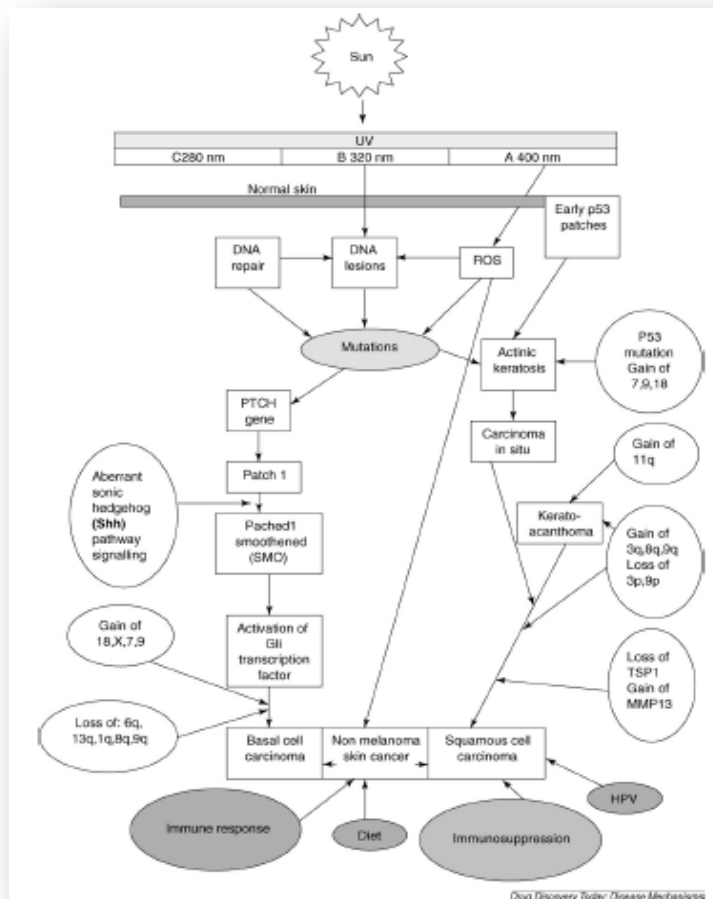 Sun
UV
C280 nm
B 320 nm
A 400 nm
Normal skin
Early p53
patches
DNA
repair
DNA
lesions
ROS
Mutations
Actinic
keratosis
P53
mutation
Gain of
7,9,18
PTCH
gene
Carcinoma
in situ
Gain of
11q
Patch 1
Aberrant
sonic
hedgehog
(Shh)
pathway
signalling
Pached1
smoothened
(SMO)
Kerato-
acanthoma
Gain of
3q,8q,9q
Loss of
3p,9p
Gain of
18,X,7,9
Activation of
Gli
transcription
factor
Loss of
TSP1
Gain of
MMP13
Loss of: 6q,
13q,1q,8q,9q
Basal cell
carcinoma
Non melanoma
skin cancer
Squamous cell
carcinoma
HPV
Immune response
Diet
Immunosuppression
Drug Discovery Today: Disease Mechanisms